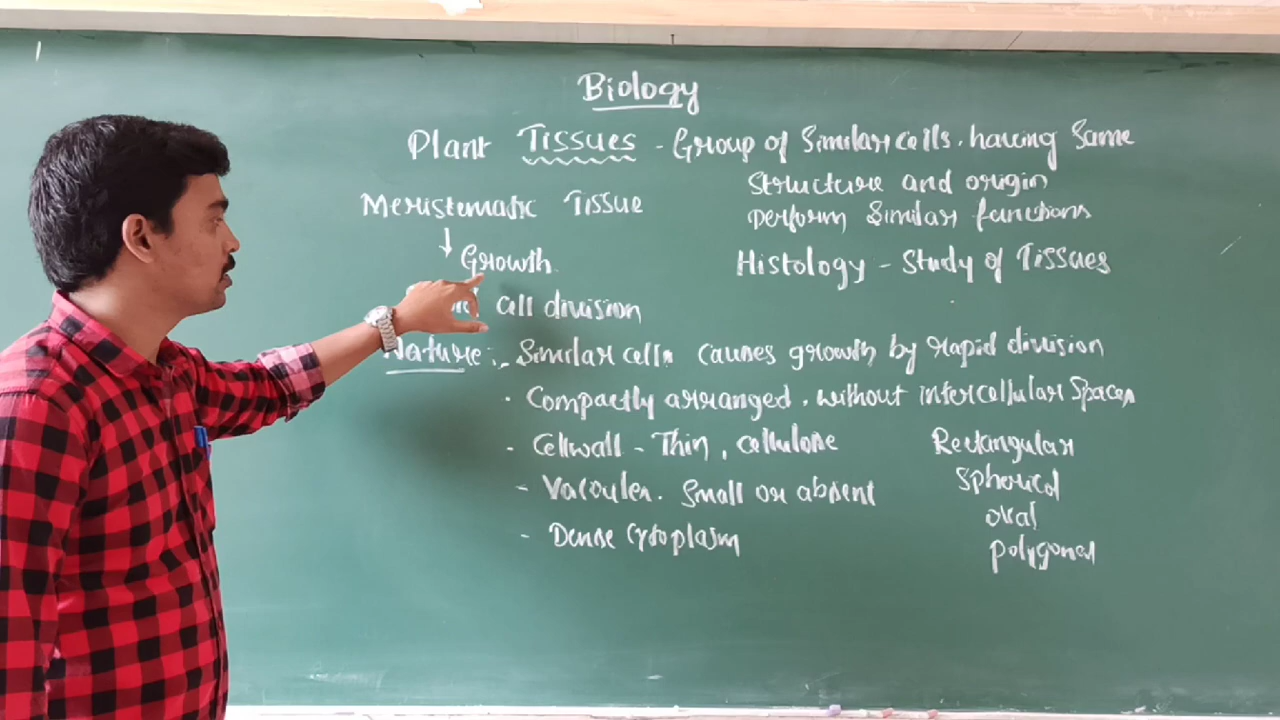 Biology
Plant Tissues - Group of Similar cells. having Same
Structure and origin
Meristematic Tissue
perform Similar functions
↓ Growth
Histology - Study of Tissues
cell division
Nature:- Similar cells causes growth by rapid division
· Compactly arranged. without intercellular Spaces
- Cellwall - Thin, cellulose
Rectangular
- Vacoules. Small or absent
Spherical
oval
- Dense Cytoplasm
polygonal